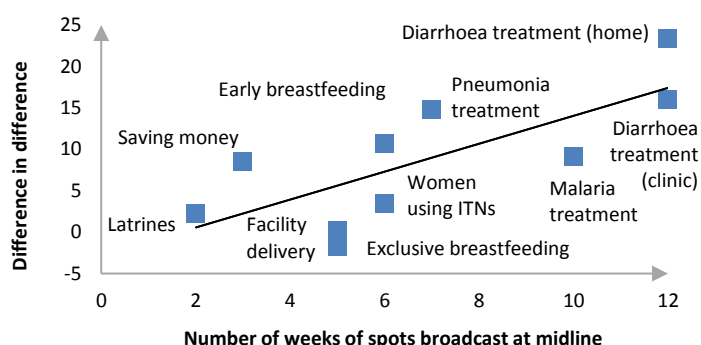 25
20
15
10
5
0
-5
Difference in difference
Diarrhoea treatment (home)
Early breastfeeding
Pneumonia
treatment
Saving money
Diarrhoea
treatment
(clinic)
Women
using ITNs
Malaria
treatment
Latrines
Facility
delivery
Exclusive breastfeeding
0 2 4 6 8 10 12
Number of weeks of spots broadcast at midline